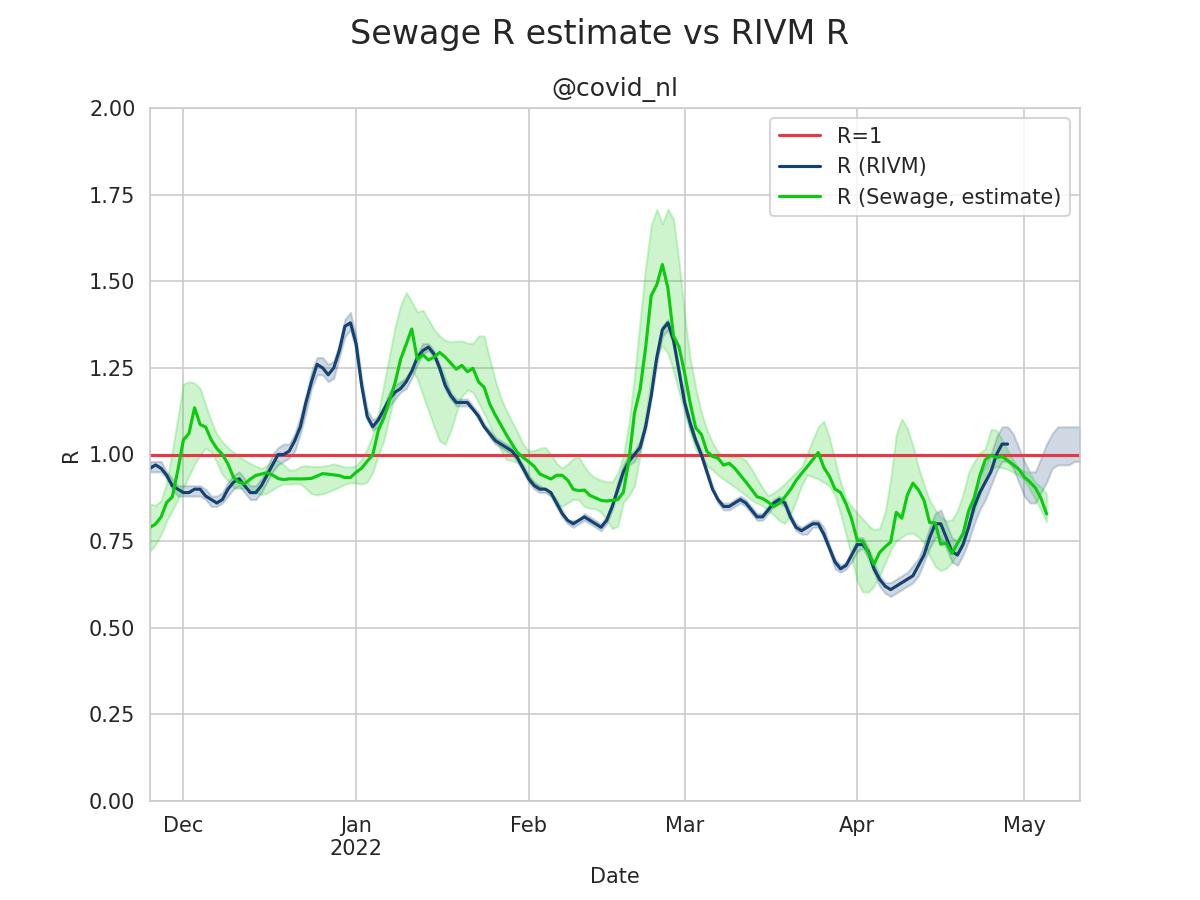 Sewage R estimate vs RIVM R
@covid_nl
R=1
R (RIVM)
R (Sewage, estimate)
2.00
1.75
1.50
1.25
1.00
0.75
0.50
0.25
0.00
R
Dec
Jan
2022
Feb
Mar
Apr
May
Date